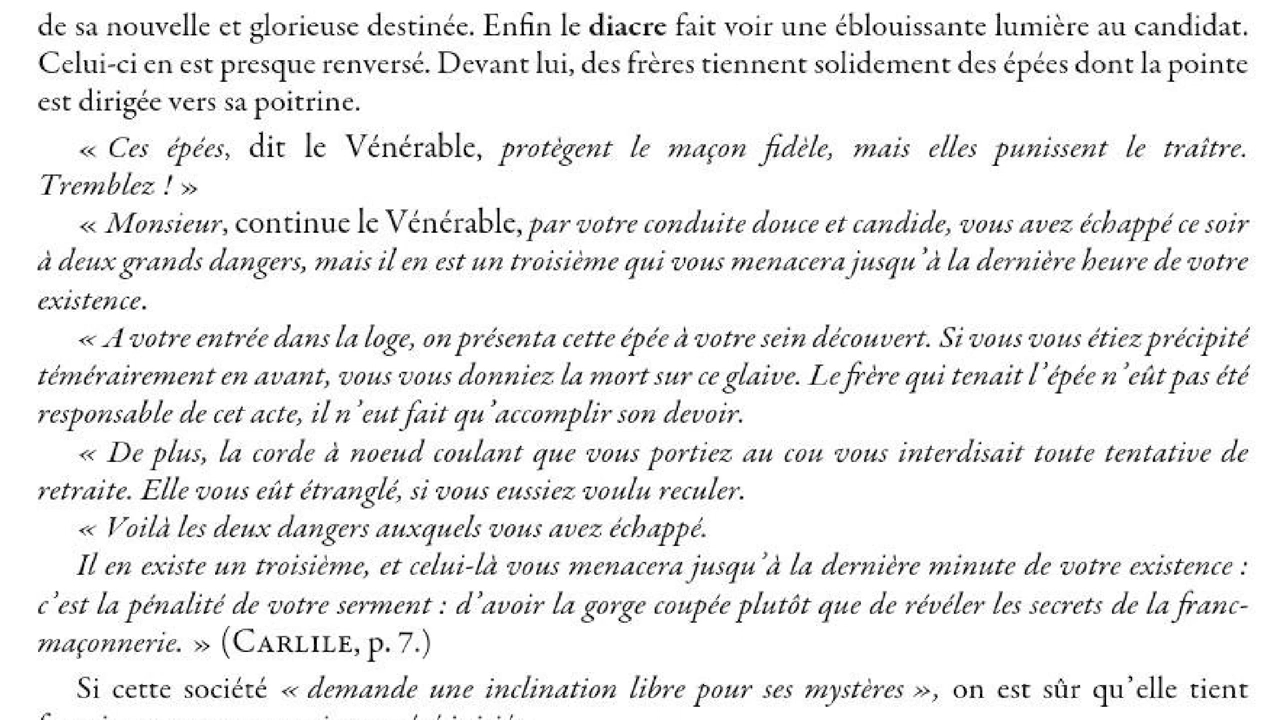 de sa nouvelle et glorieuse destinée. Enfin le diacre fait voir une éblouissante lumière au candidat.
Celui-ci en est presque renversé. Devant lui, des frères tiennent solidement des épées dont la pointe
est dirigée vers sa poitrine.
« Ces épées, dit le Vénérable, protègent le maçon fidèle, mais elles punissent le traître.
Tremblez ! »
« Monsieur, continue le Vénérable, par votre conduite douce et candide, vous avez échappé ce soir
à deux grands dangers, mais il en est un troisième qui vous menacera jusqu'à la dernière heure de votre
existence.
« A votre entrée dans la loge, on présenta cette épée à votre sein découvert. Si vous vous étiez précipité
témérairement en avant, vous vous donniez la mort sur ce glaive. Le frère qui tenait l'épée n'eût pas été
responsable de cet acte, il n'eut fait qu'accomplir son devoir.
« De plus, la corde à noeud coulant que vous portiez au cou vous interdisait toute tentative de
retraite. Elle vous eût étranglé, si vous eussiez voulu reculer.
« Voilà les deux dangers auxquels vous avez échappé.
Il en existe un troisième, et celui-là vous menacera jusqu'à la dernière minute de votre existence :
c'est la pénalité de votre serment : d'avoir la gorge coupée plutôt que de révéler les secrets de la franc-
maçonnerie. » (CARLILE, p. 7.)
Si cette société « demande une inclination libre pour ses mystères », on est sûr qu'elle tient